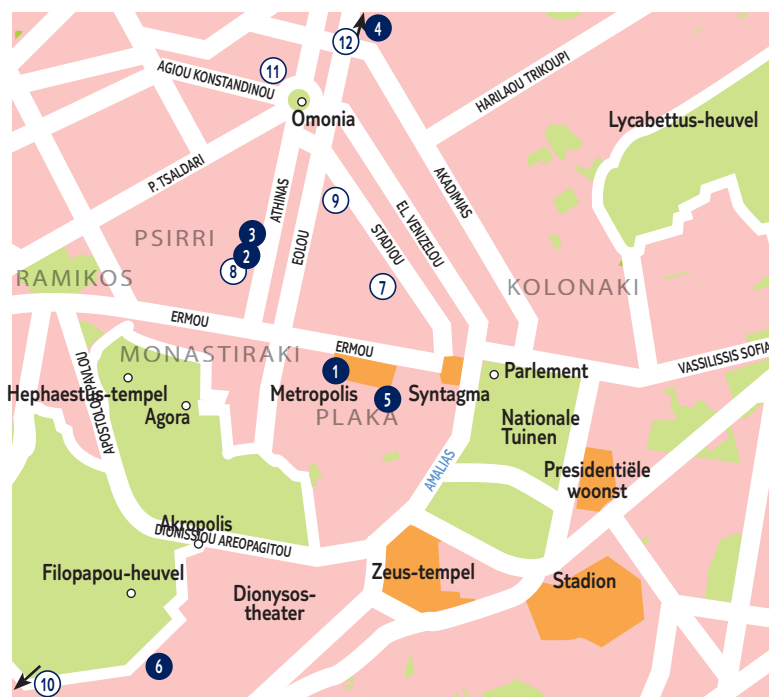 12
4
11
AGIOU KONSTANDINOU
HARILAOU TRIKOUPI
Omonia
Lycabettus-heuvel
P. TSALDARI
AKADIMIAS
ATHINAS
9
EL. VENIZELOU
3
PSIRRI
STADIOU
EOLOU
2
8
RAMIKOS
7
KOLONAKI
ERMOU
ERMOU
MONASTIRAKI
VASSILISSIS SOFIA
1
Parlement
Hephaestus-tempel
Metropolis
5
Syntagma
APOSTOLOU PAVLOU
Agora
PLAKA
Nationale
Tuinen
AMALIAS
Presidentiële
woonst
Akropolis
DIONISSIOU AREOPAGITOU
Filopapou-heuvel
Zeus-tempel
Stadion
Dionysos-
theater
6
10